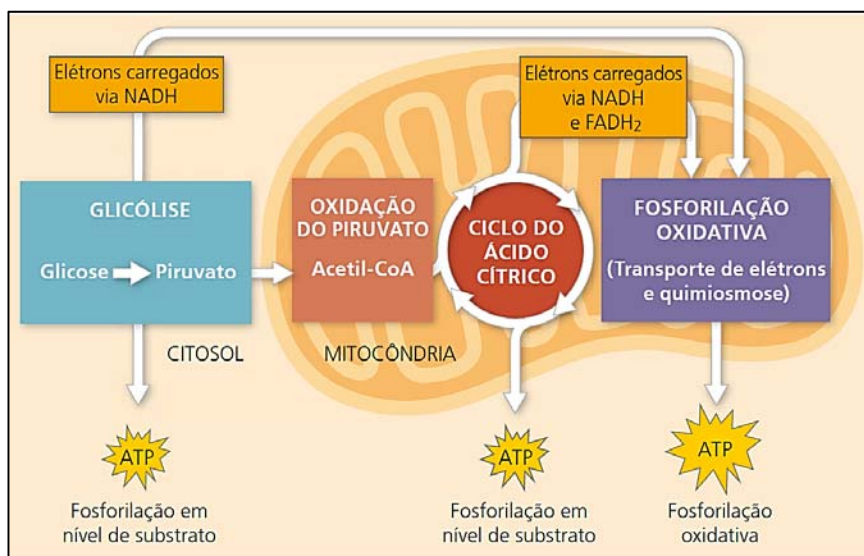 Elétrons carregados
via NADH
Elétrons carregados
via NADH
e FADH₂
GLICÓLISE
Glicose Piruvato
OXIDAÇÃO
DO PIRUVATO
Acetil-CoA
CICLO DO
ÁCIDO
CÍTRICO
FOSFORILAÇÃO
OXIDATIVA
(Transporte de elétrons
e quimiosmose)
CITOSOL
MITOCÔNDRIA
ATP
Fosforilação em
nível de substrato
ATP
Fosforilação em
nível de substrato
ATP
Fosforilação
oxidativa